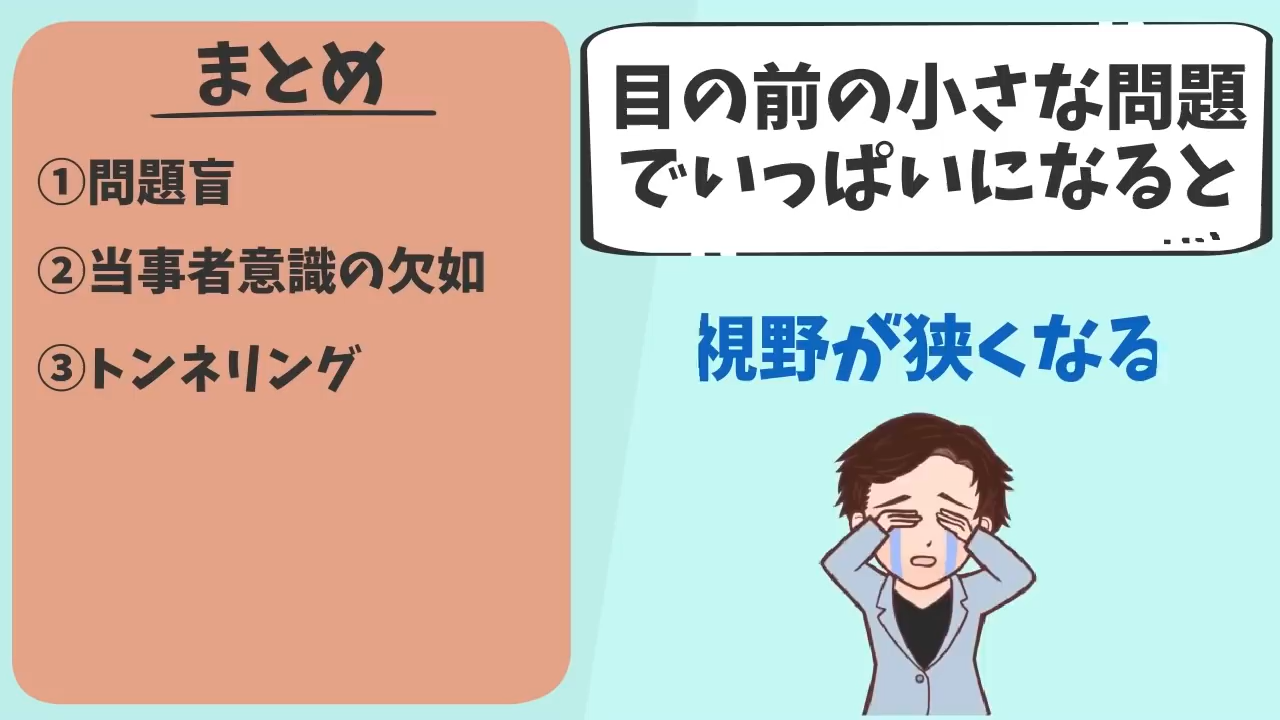 まとめ
①問題盲
②当事者意識の欠如
③トンネリング
目の前の小さな問題
でいっぱいになると
視野が狭くなる